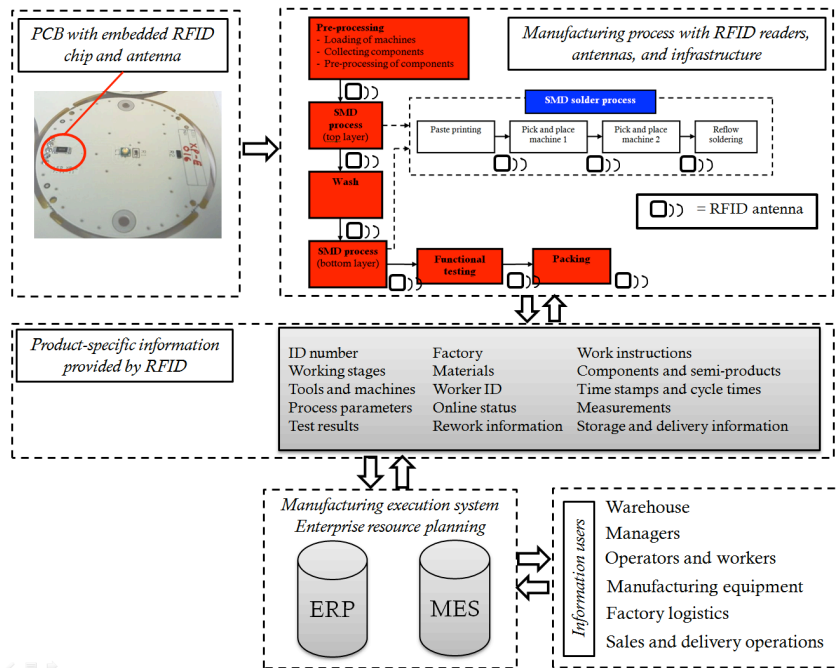 PCB with embedded RFID
chip and antenna
XP-E
016
Pre-processing
- Loading of machines
- Collecting components
- Pre-processing of components
Manufacturing process with RFID readers,
antennas, and infrastructure
SMD
process
(top layer)
SMD solder process
Paste printing
Pick and place
machine 1
Pick and place
machine 2
Reflow
soldering
Wash
= RFID antenna
SMD process
(bottom layer)
Functional
testing
Packing
Product-specific information
provided by RFID
ID number
Working stages
Tools and machines
Process parameters
Test results
Factory
Materials
Worker ID
Online status
Rework information
Work instructions
Components and semi-products
Time stamps and cycle times
Measurements
Storage and delivery information
Manufacturing execution system
Enterprise resource planning
ERP
MES
Information users
Warehouse
Managers
Operators and workers
Manufacturing equipment
Factory logistics
Sales and delivery operations